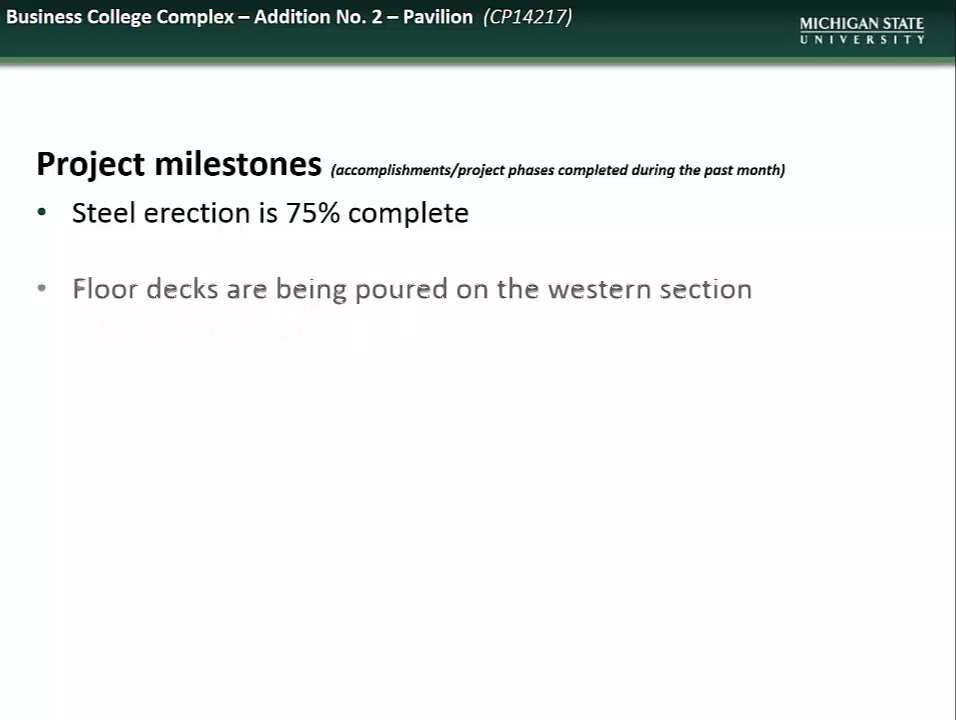 Business College Complex – Addition No. 2 – Pavilion (CP14217)
MICHIGAN STATE
UNIVERSITY
Project milestones (accomplishments/project phases completed during the past month)
• Steel erection is 75% complete
• Floor decks are being poured on the western section